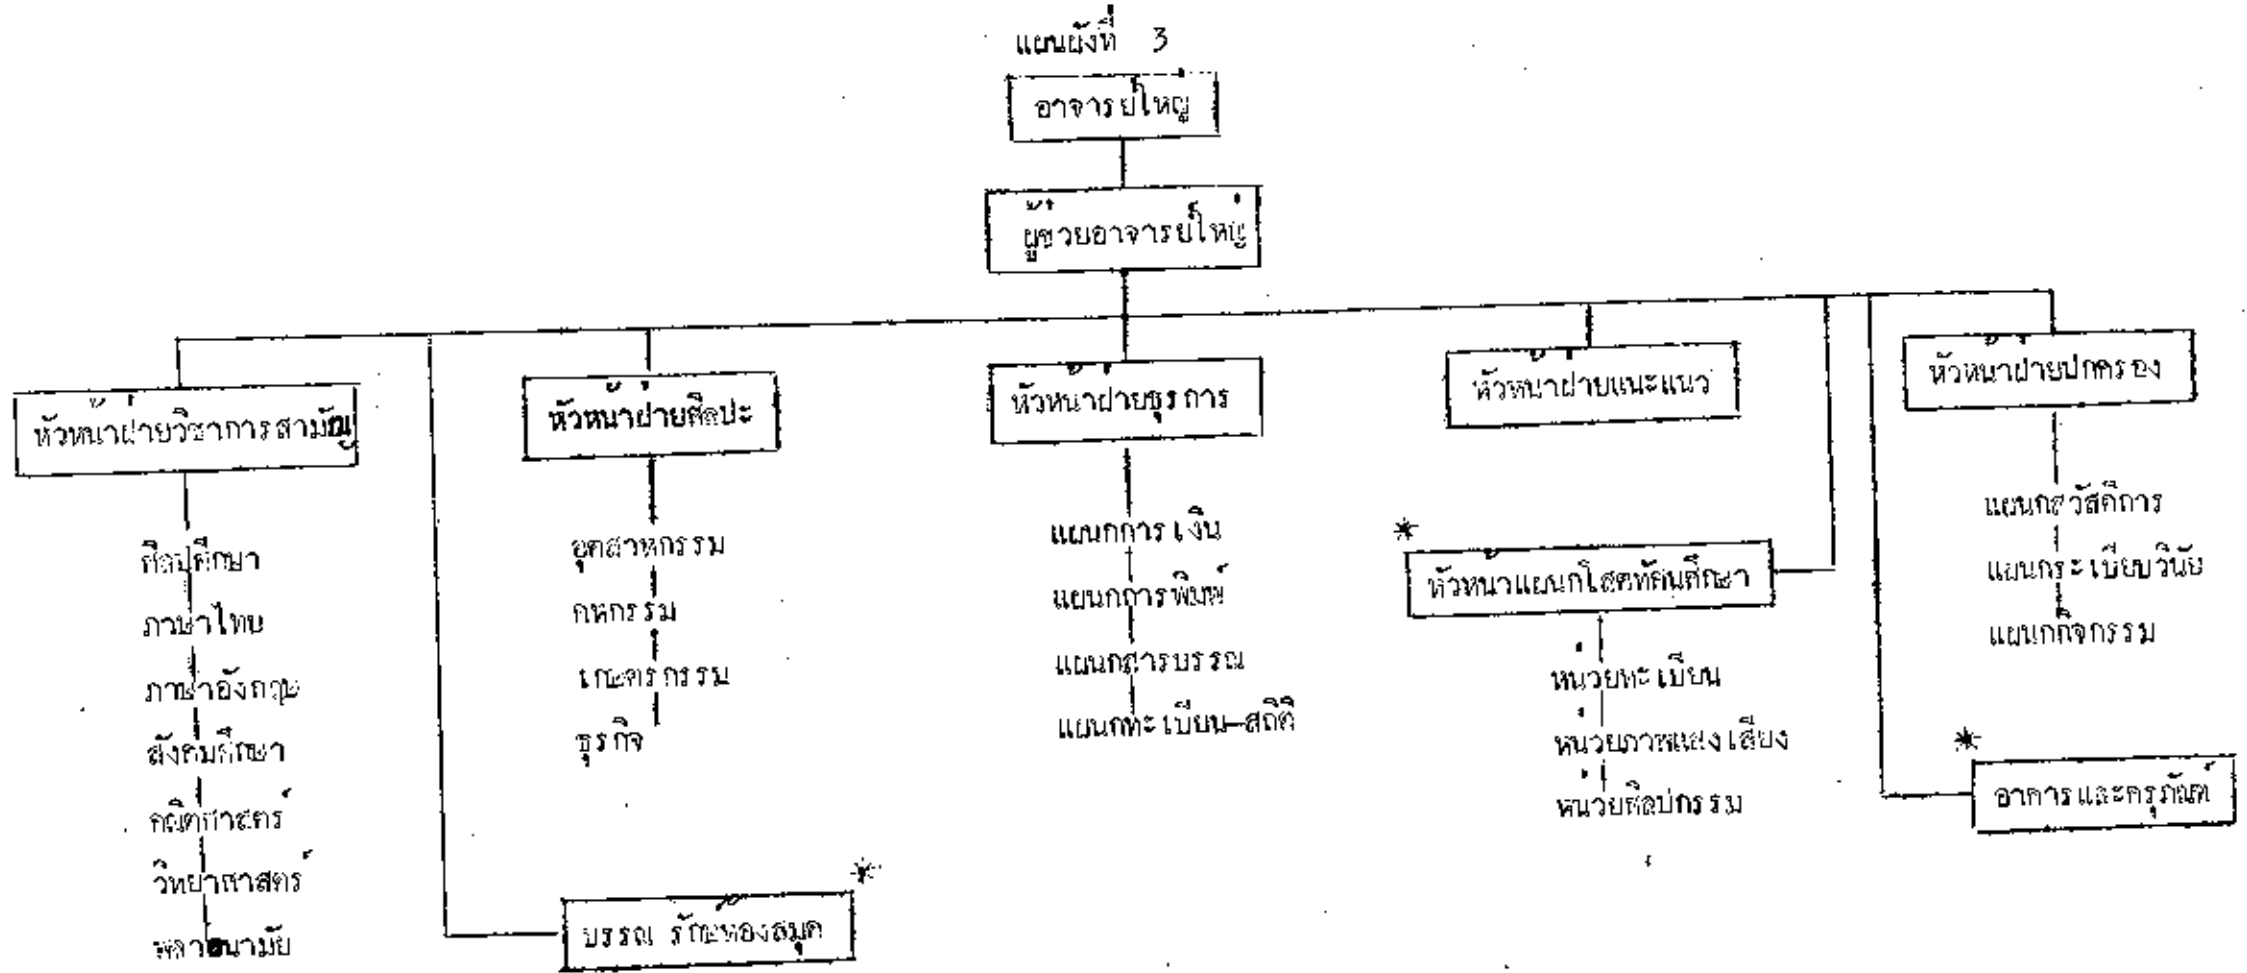 แผนผังที่ 3
อาจารย์ใหญ่
ผู้ช่วยอาจารย์ใหญ่
หัวหน้าฝ่ายวิชาการสามัญ
หัวหน้าฝ่ายศิลปะ
หัวหน้าฝ่ายธุรการ
หัวหน้าฝ่ายแนะแนว
หัวหน้าฝ่ายปกครอง
ศิลปศึกษา
ภาษาไทย
ภาษาอังกฤษ
สังคมศึกษา
คณิตศาสตร์
วิทยาศาสตร์
พลานามัย
อุตสาหกรรม
คหกรรม
เกษตรกรรม
ธุรกิจ
แผนกการเงิน
แผนกการพิมพ์
แผนกสารบรรณ
แผนกทะเบียน-สถิติ
*
หัวหน้าแผนกโสตทัศนศึกษา
หน่วยทะเบียน
หน่วยภาพแสงเสียง
หน่วยศิลปกรรม
แผนกสวัสดิการ
แผนกระเบียบวินัย
แผนกกิจกรรม
*
อาคารและครุภัณฑ์
*
บรรณารักษ์ห้องสมุด